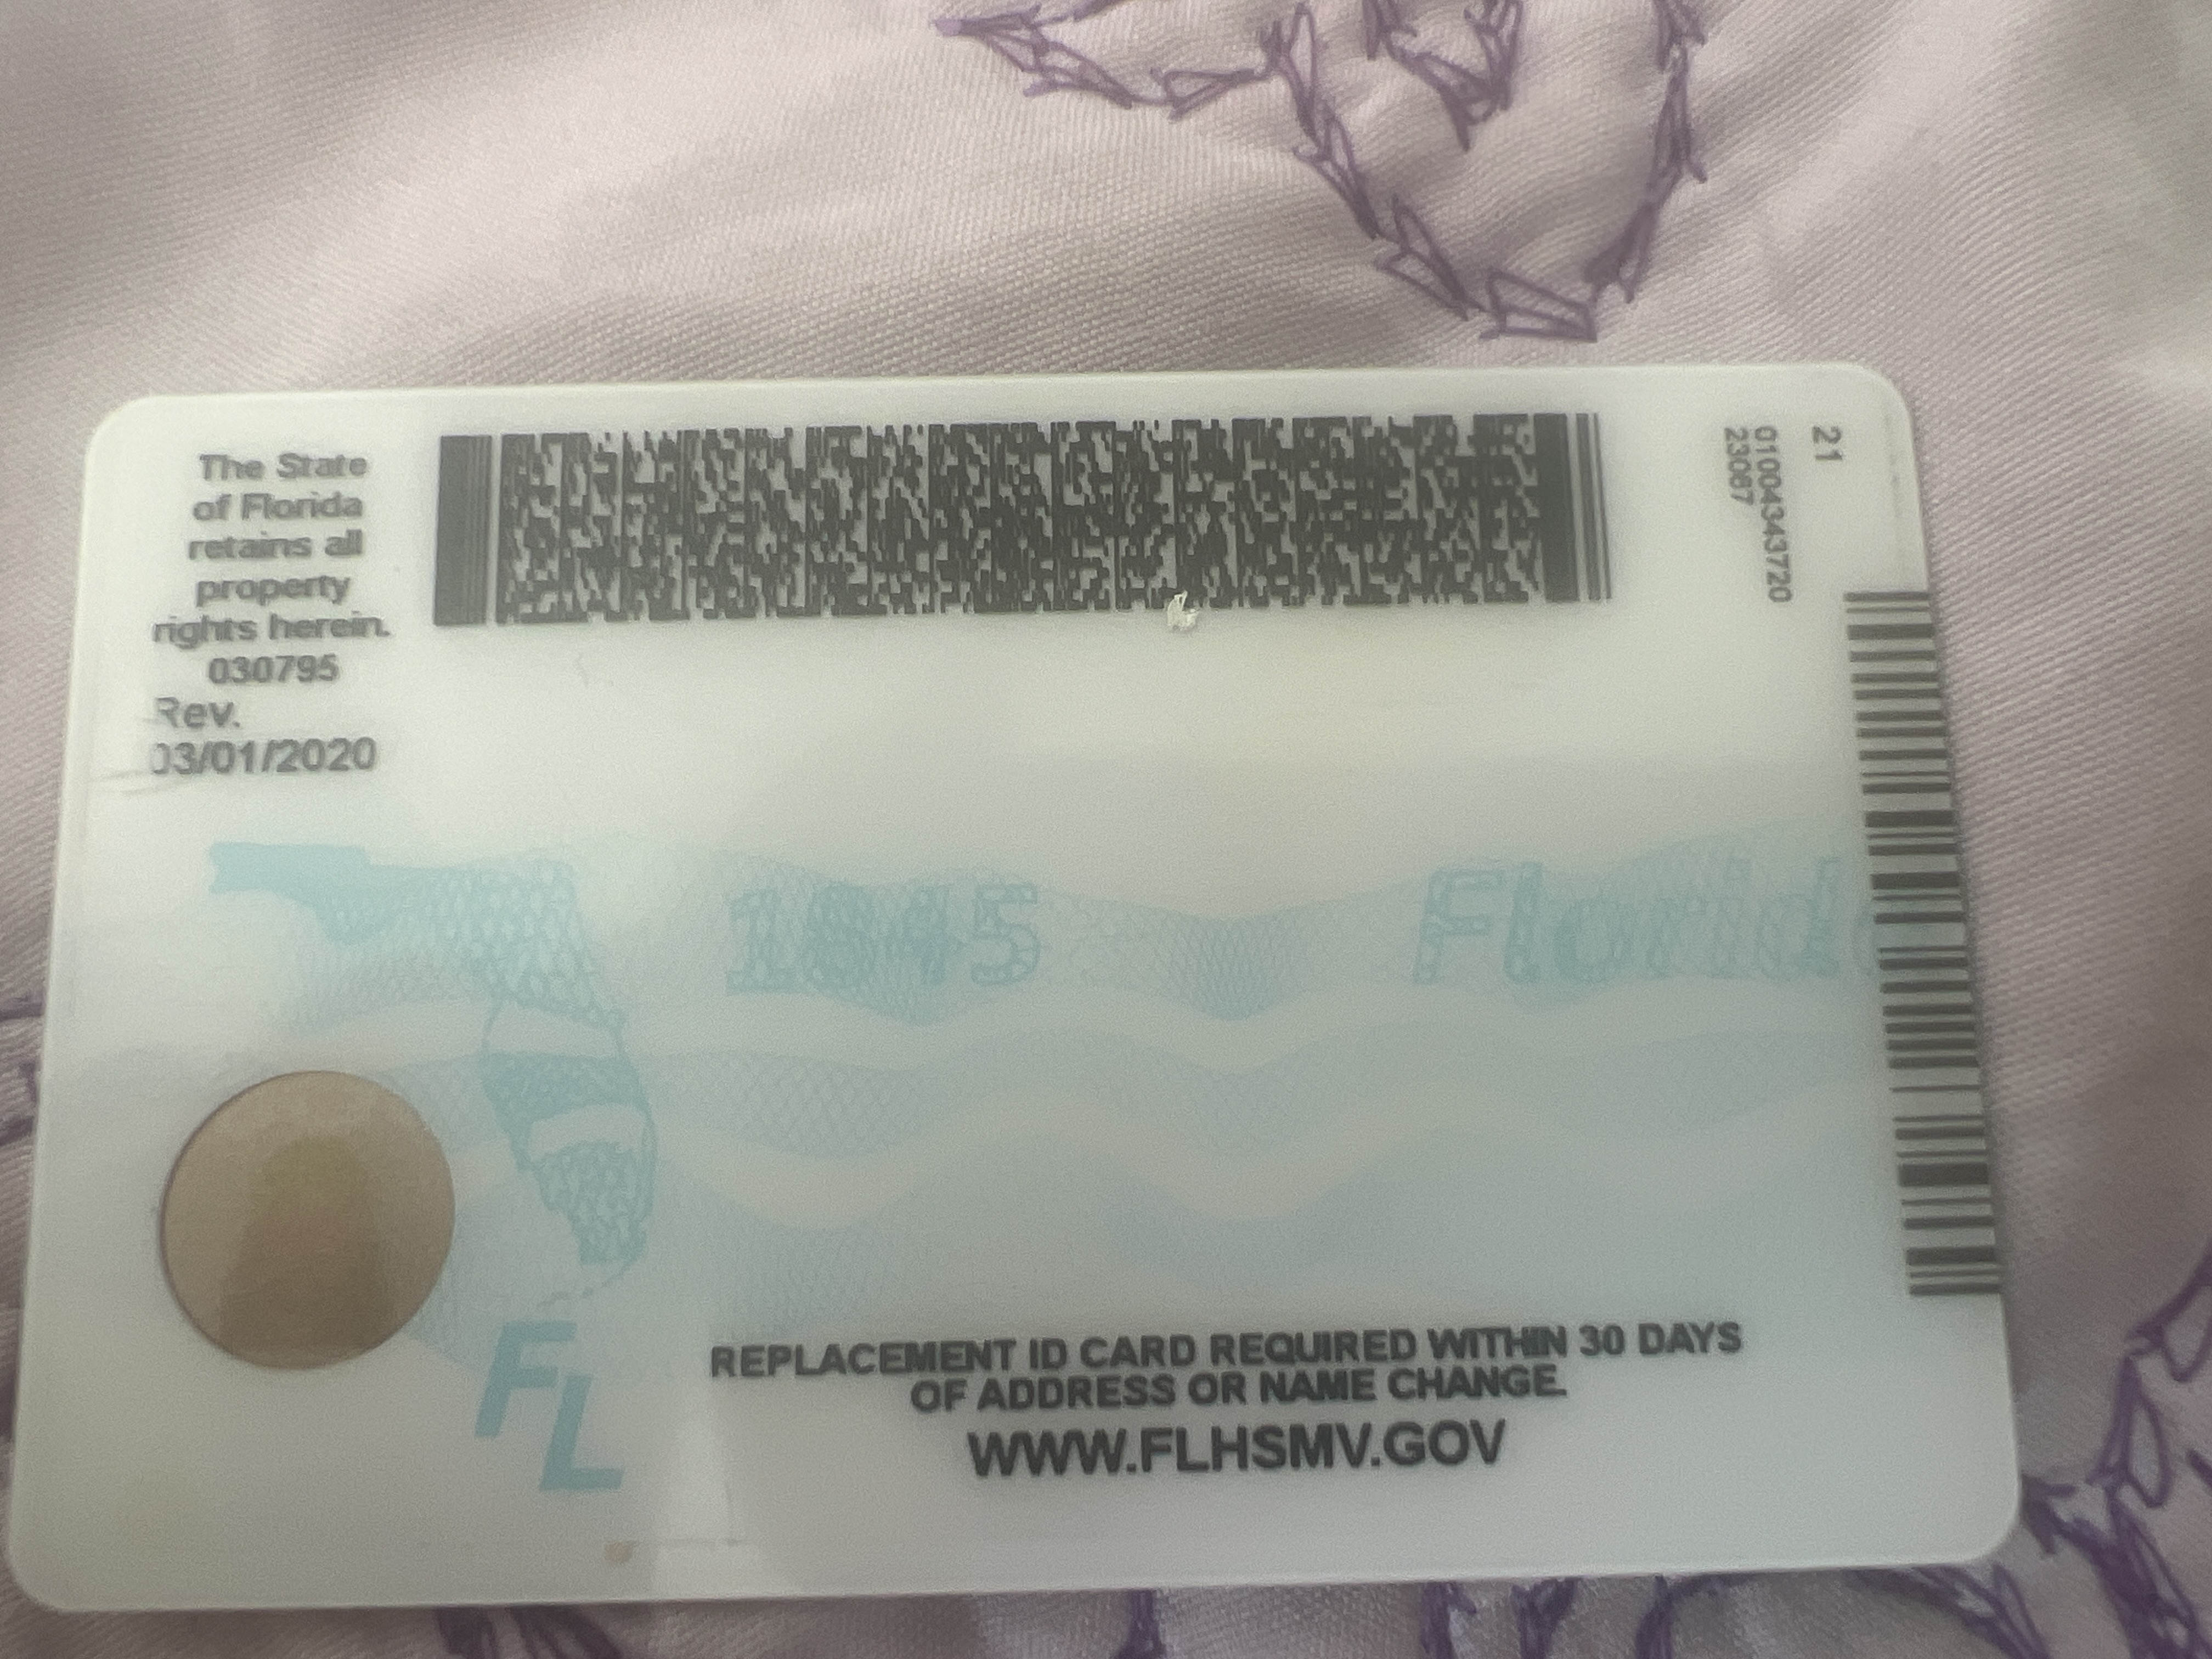 The State
of Florida
retains all
property
rights herein.
030795
Rev.
03/01/2020
21
0100434343720
23087
1845
Florida
FL
REPLACEMENT ID CARD REQUIRED WITHIN 30 DAYS
OF ADDRESS OR NAME CHANGE.
WWW.FLHSMV.GOV